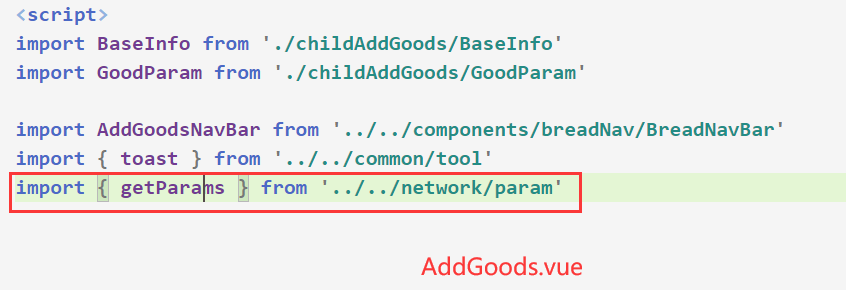 <script>
import BaseInfo from './childAddGoods/BaseInfo'
import GoodParam from './childAddGoods/GoodParam'
import AddGoodsNavBar from '../../components/breadNav/BreadNavBar'
import { toast } from '../../common/tool'
import { getParams } from '../../network/param'
AddGoods.vue